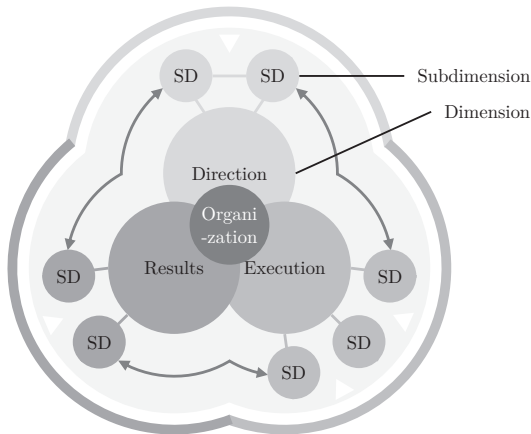 SD
SD
Subdimension
Dimension
Direction
Organi
-zation
Results
Execution
SD
SD
SD
SD
SD